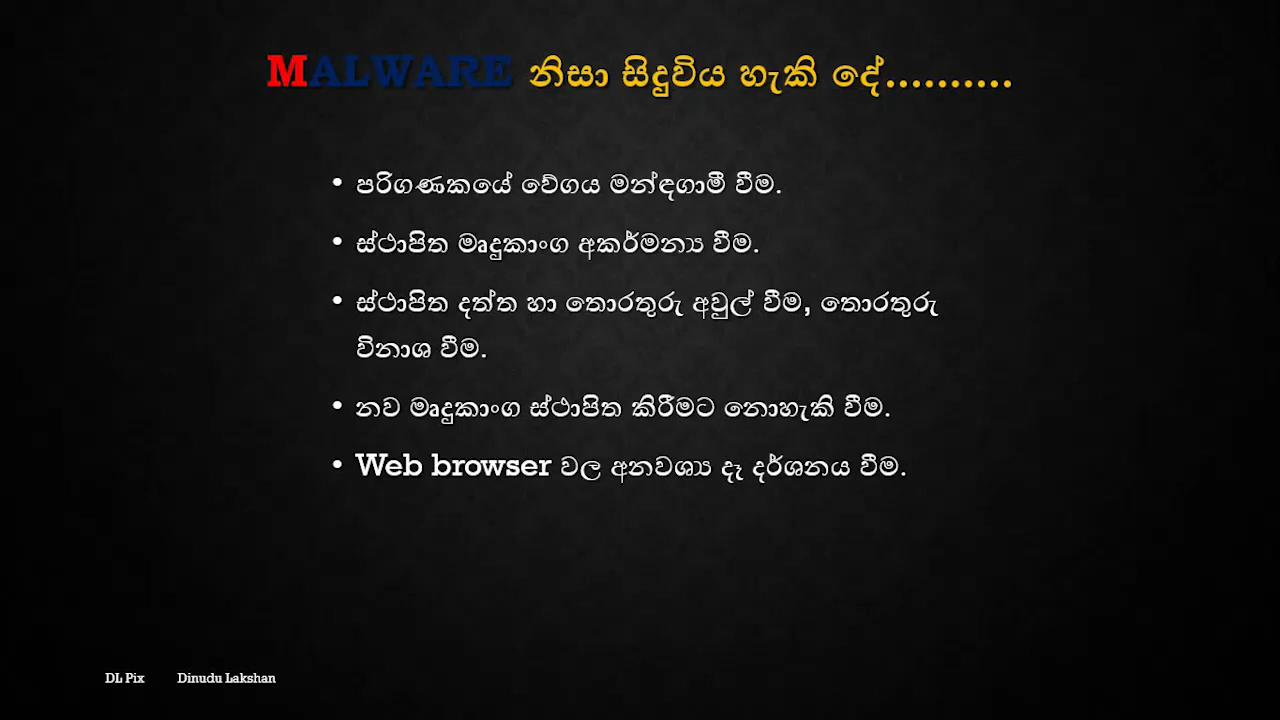 MALWARE නිසා සිදුවිය හැකි දේ..........
• පරිගණකයේ වේගය මන්දගාමී වීම.
• ස්ථාපිත මෘදුකාංග අකර්මන්‍ය වීම.
• ස්ථාපිත දත්ත හා තොරතුරු අවුල් වීම, තොරතුරු
විනාශ වීම.
• නව මෘදුකාංග ස්ථාපිත කිරීමට නොහැකි වීම.
• Web browser වල අනවශ්‍ය දෑ දර්ශනය වීම.
DL Pix Dinudu Lakshan